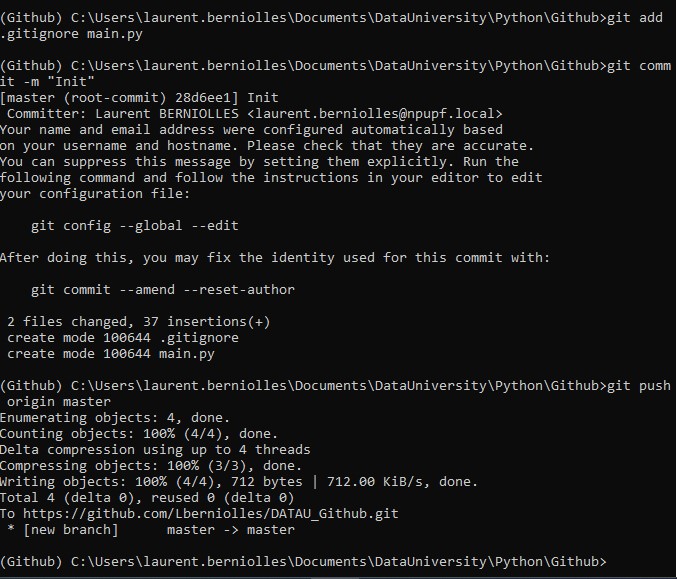 (Github) C:\Users\laurent.berniolles\Documents\DataUniversity\Python\Github>git add
.gitignore main.py
(Github) C:\Users\laurent.berniolles\Documents\DataUniversity\Python\Github>git comm
it -m "Init"
[master (root-commit) 28d6ee1] Init
 Committer: Laurent BERNIOLLES <laurent.berniolles@npupf.local>
Your name and email address were configured automatically based
on your username and hostname. Please check that they are accurate.
You can suppress this message by setting them explicitly. Run the
following command and follow the instructions in your editor to edit
your configuration file:
    git config --global --edit
After doing this, you may fix the identity used for this commit with:
    git commit --amend --reset-author
 2 files changed, 37 insertions(+)
 create mode 100644 .gitignore
 create mode 100644 main.py
(Github) C:\Users\laurent.berniolles\Documents\DataUniversity\Python\Github>git push
 origin master
Enumerating objects: 4, done.
Counting objects: 100% (4/4), done.
Delta compression using up to 4 threads
Compressing objects: 100% (3/3), done.
Writing objects: 100% (4/4), 712 bytes | 712.00 KiB/s, done.
Total 4 (delta 0), reused 0 (delta 0)
To https://github.com/Lberniolles/DATAU_Github.git
 * [new branch]      master -> master
(Github) C:\Users\laurent.berniolles\Documents\DataUniversity\Python\Github>